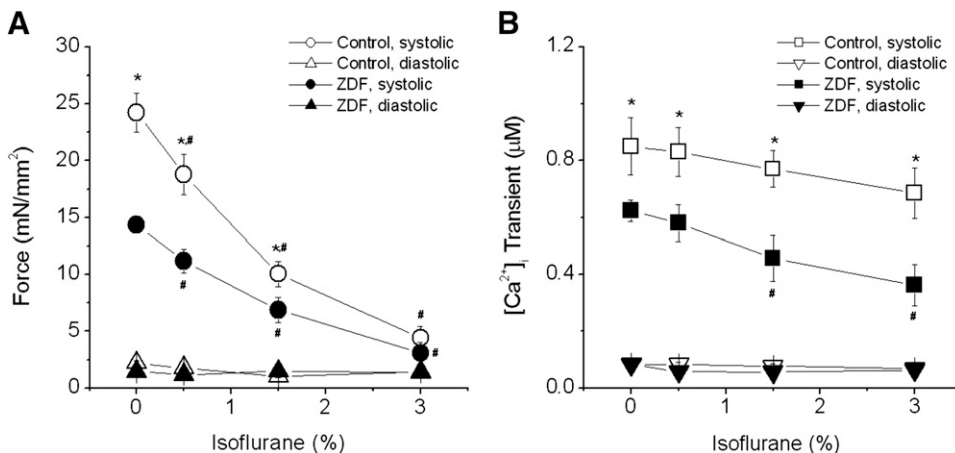 A
Force (mN/mm²)
30
25
20
15
10
5
0
Control, systolic
Control, diastolic
ZDF, systolic
ZDF, diastolic
*
*,#
*,#
#
#
#
#
0 1 2 3
Isoflurane (%)
B
[Ca²⁺]ᵢ Transient (μM)
1.2
0.8
0.4
0.0
Control, systolic
Control, diastolic
ZDF, systolic
ZDF, diastolic
*
*
*
*
#
#
0 1 2 3
Isoflurane (%)